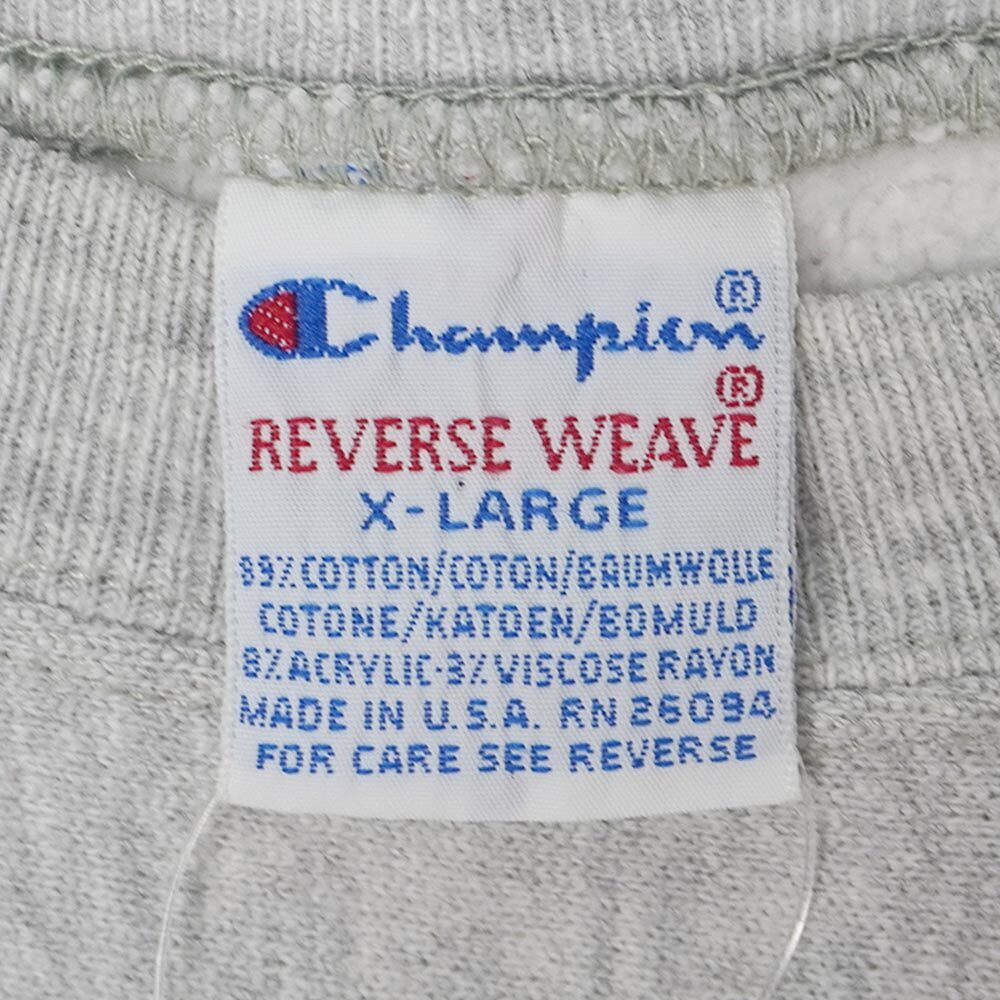 Champion®
REVERSE WEAVE®
X-LARGE
89% COTTON/COTON/BAUMWOLLE
COTONE/KATOEN/BOMULD
8% ACRYLIC-3% VISCOSE RAYON
MADE IN U.S.A. RN 26094
FOR CARE SEE REVERSE